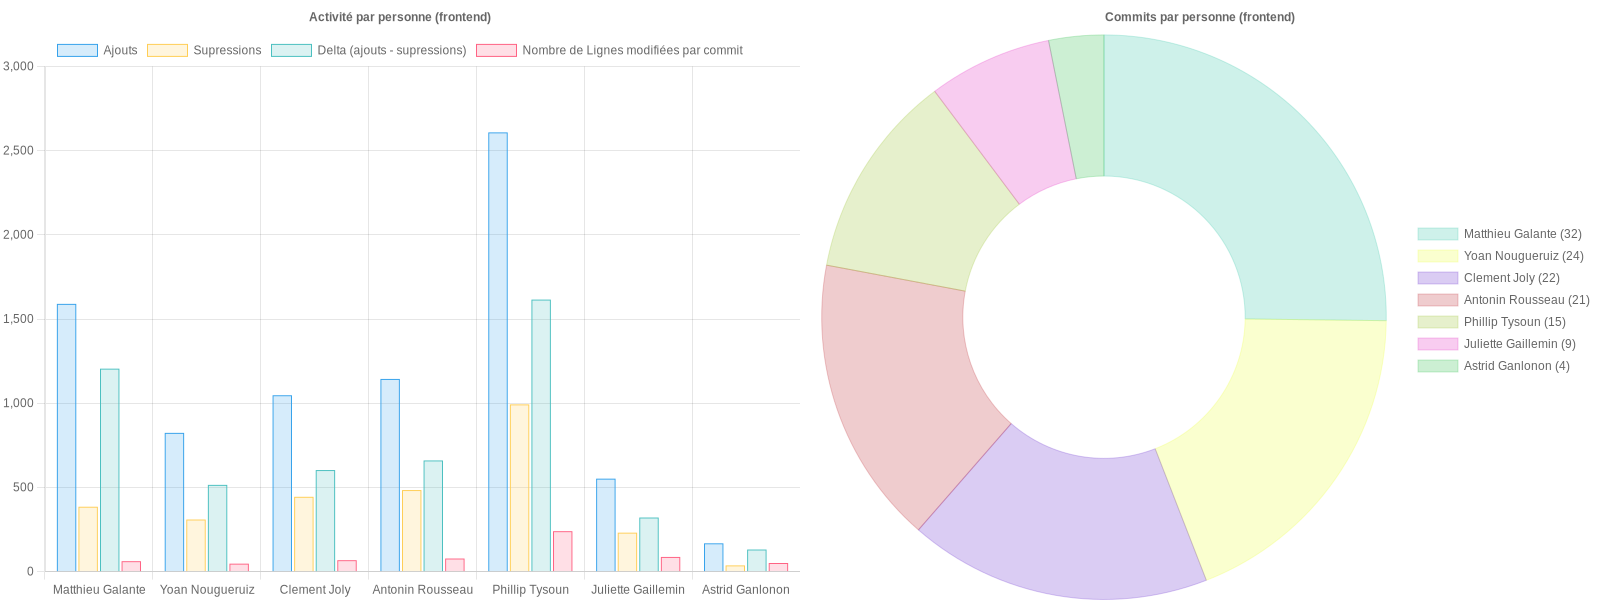 Activité par personne (frontend)
Ajouts
Supressions
Delta (ajouts - supressions)
Nombre de Lignes modifiées par commit
3,000
2,500
2,000
1,500
1,000
500
0
Matthieu Galante
Yoan Nougueruiz
Clement Joly
Antonin Rousseau
Phillip Tysoun
Juliette Gaillemin
Astrid Ganlonon
Commits par personne (frontend)
Matthieu Galante (32)
Yoan Nougueruiz (24)
Clement Joly (22)
Antonin Rousseau (21)
Phillip Tysoun (15)
Juliette Gaillemin (9)
Astrid Ganlonon (4)